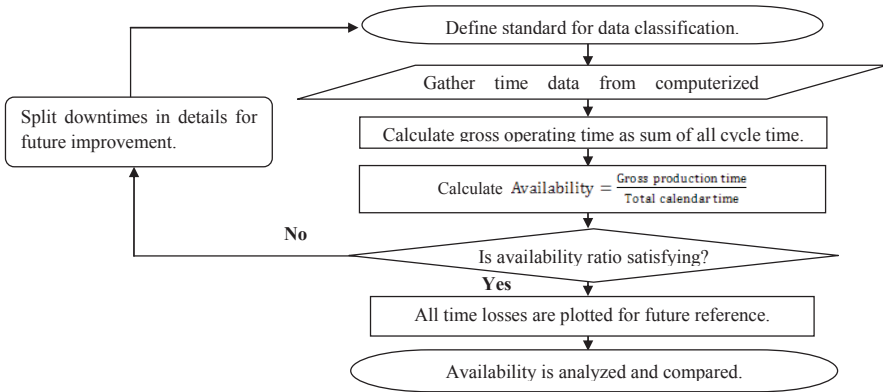 Define standard for data classification.
Gather time data from computerized
Split downtimes in details for
future improvement.
Calculate gross operating time as sum of all cycle time.
Calculate Availability = Gross production time / Total calendar time
No
Is availability ratio satisfying?
Yes
All time losses are plotted for future reference.
Availability is analyzed and compared.